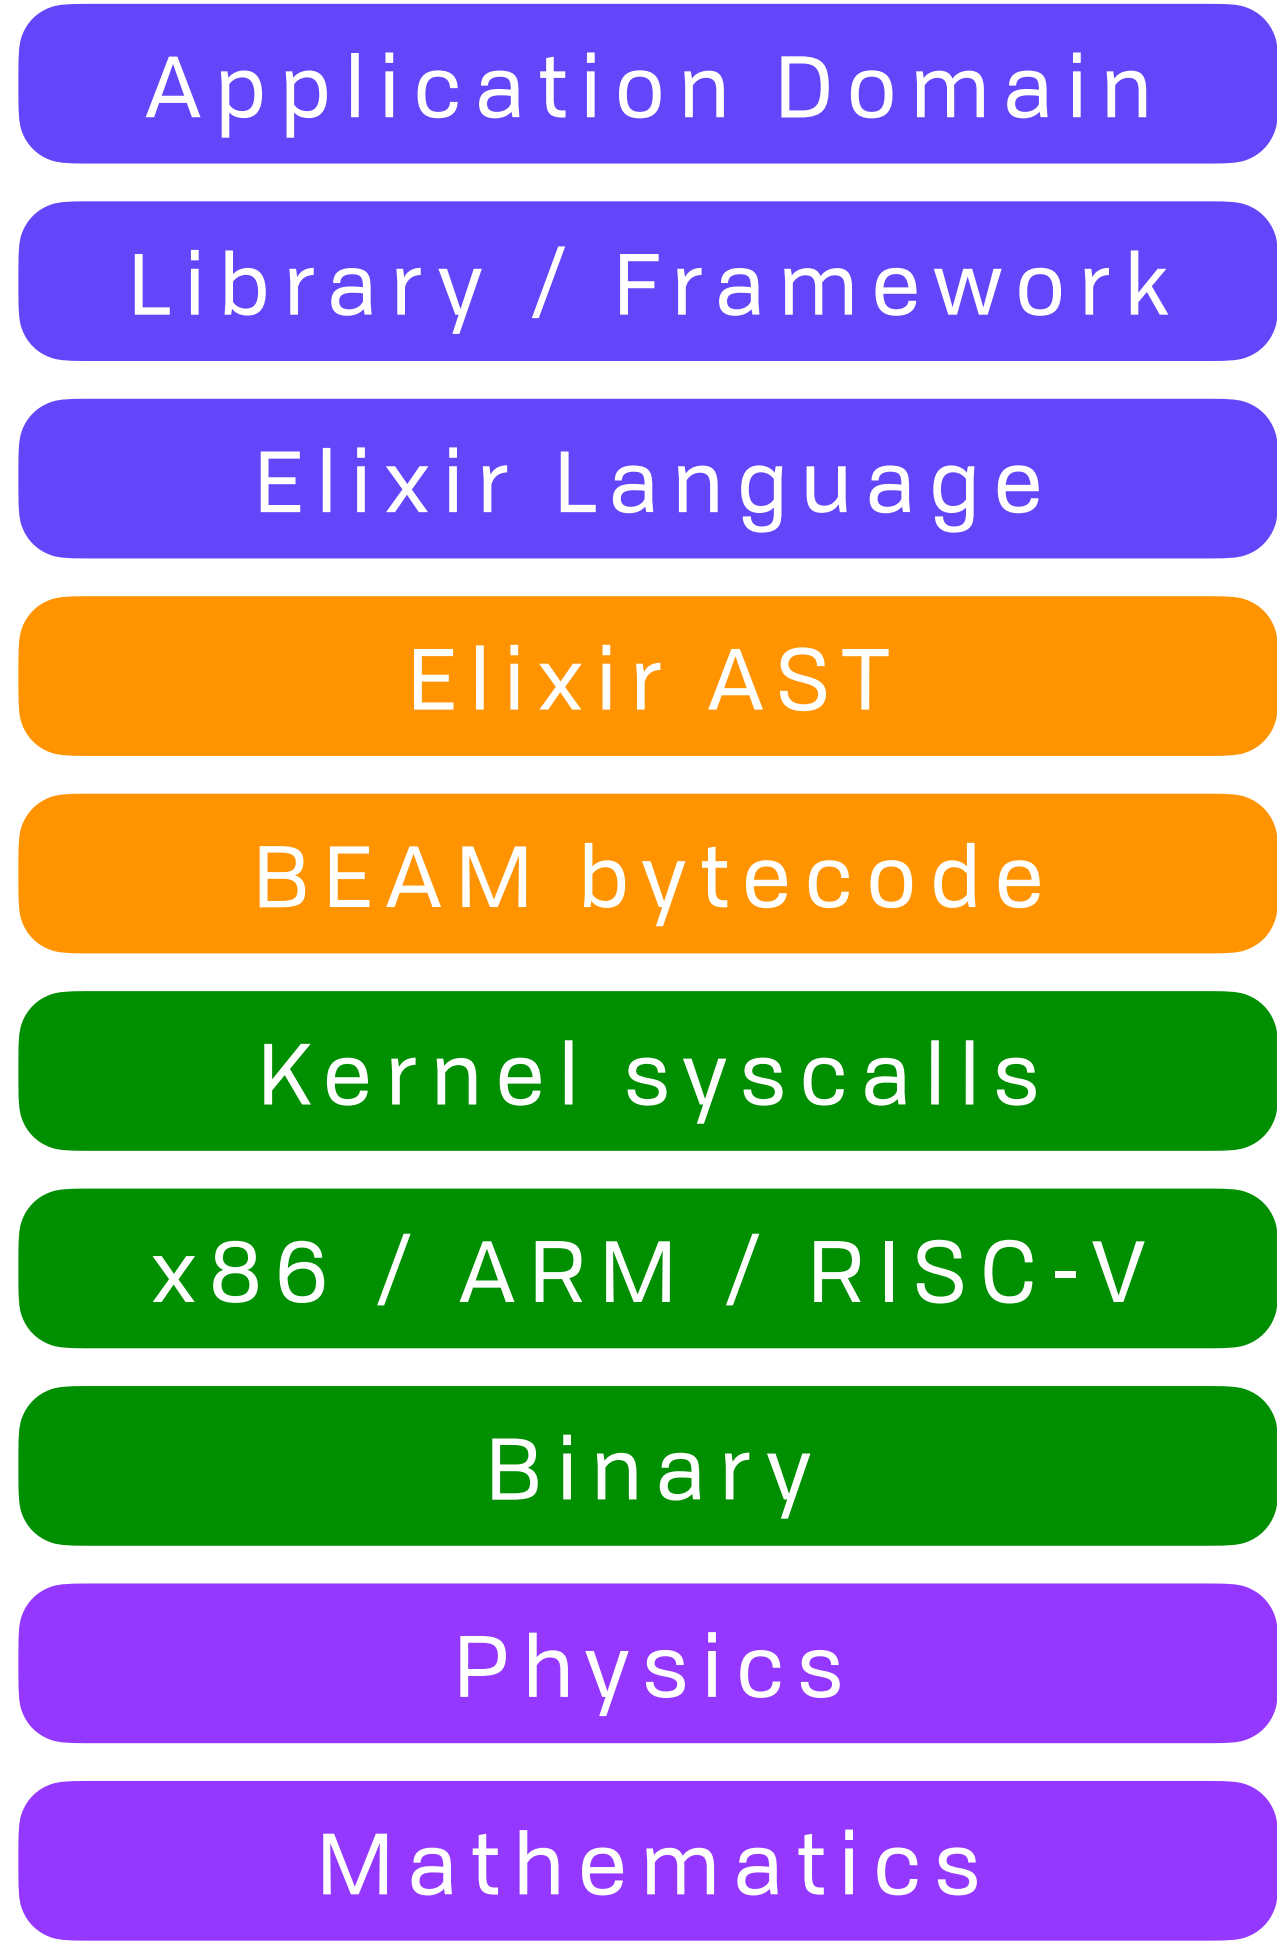 Application Domain
Library / Framework
Elixir Language
Elixir AST
BEAM bytecode
Kernel syscalls
x86 / ARM / RISC-V
Binary
Physics
Mathematics